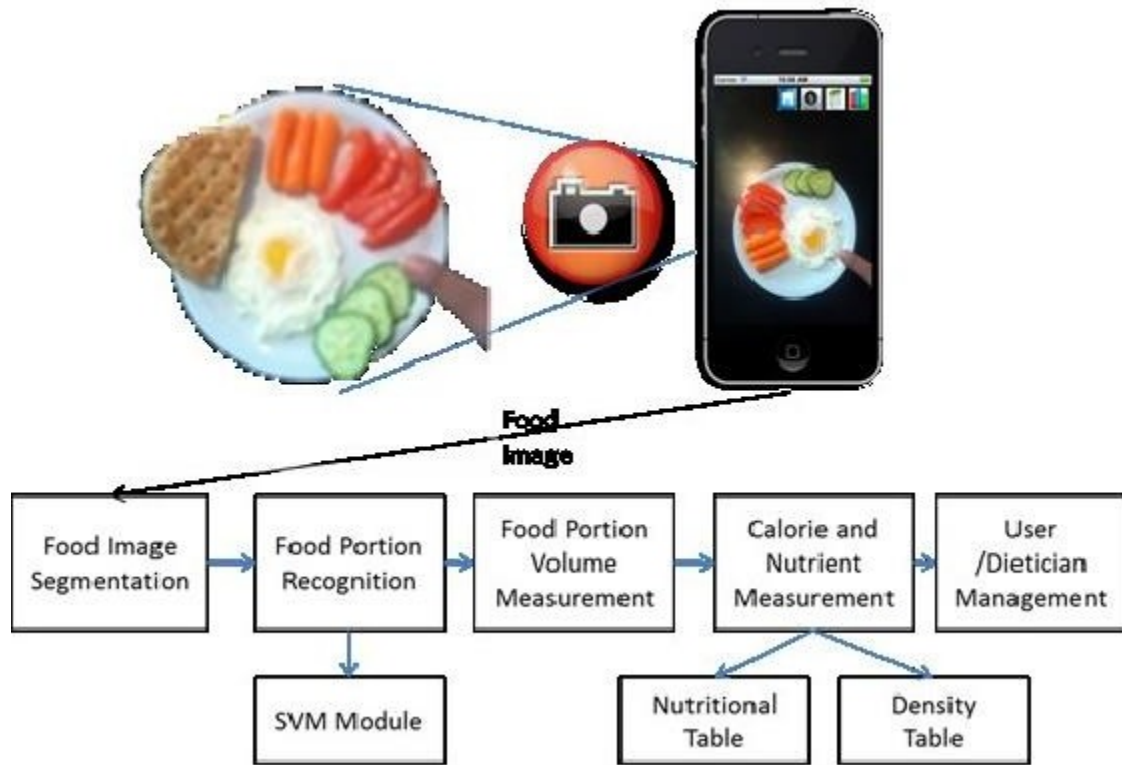 Food
Image
Food Image
Segmentation
Food Portion
Recognition
Food Portion
Volume
Measurement
Calorie and
Nutrient
Measurement
User
/Dietician
Management
SVM Module
Nutritional
Table
Density
Table